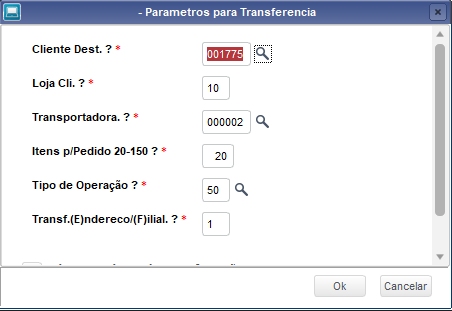 - Parametros para Transferencia
Cliente Dest. ? * 001775
Loja Cli. ? * 10
Transportadora. ? * 000002
Itens p/Pedido 20-150 ? * 20
Tipo de Operação ? * 50
Transf.(E)ndereco/(F)ilial. ? * 1
Ok Cancelar